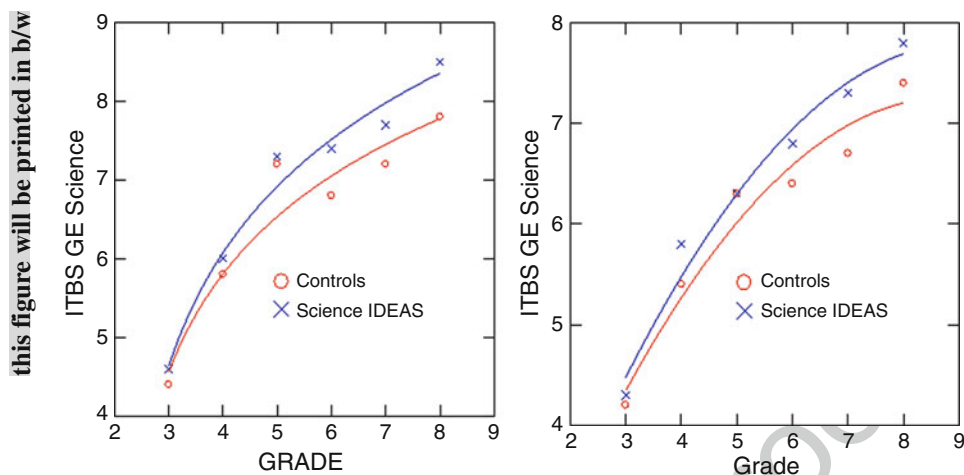 this figure will be printed in b/w
9
8
7
6
5
4
ITBS GE Science
Controls
Science IDEAS
2 3 4 5 6 7 8 9
GRADE
8
7
6
5
4
ITBS GE Science
Controls
Science IDEAS
2 3 4 5 6 7 8 9
Grade